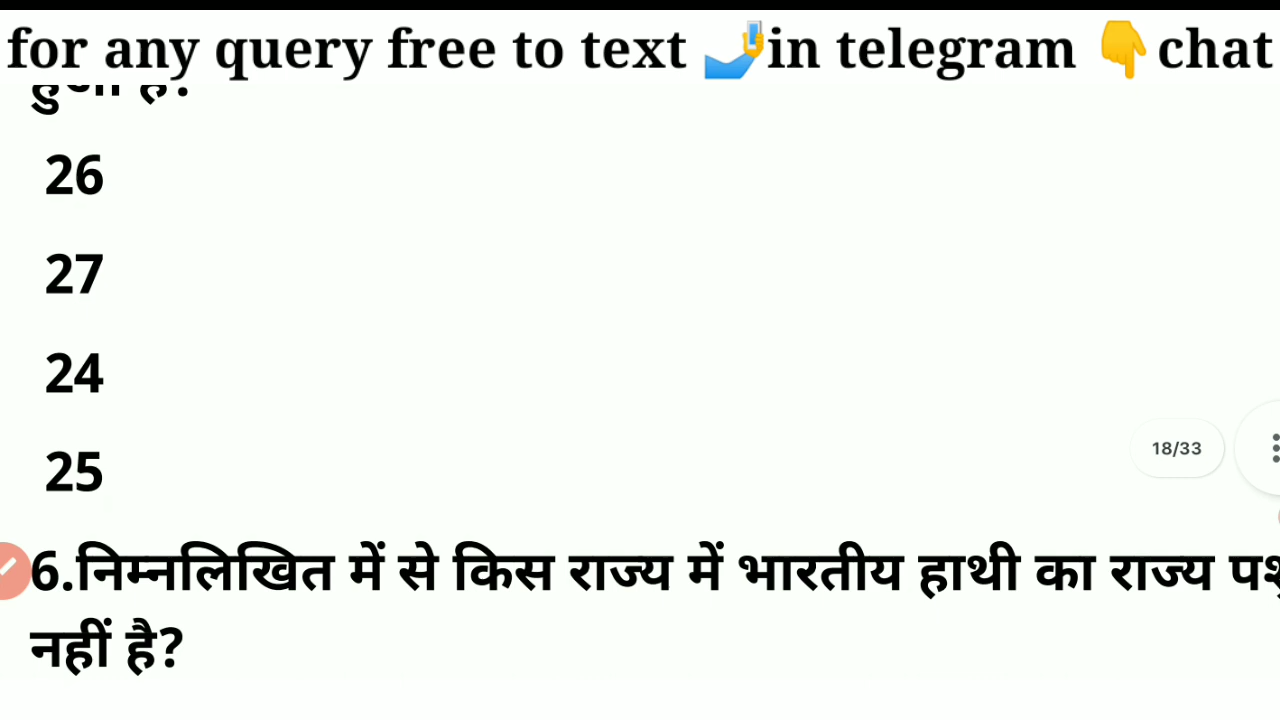 for any query free to text in telegram chat
26
27
24
25
18/33
6.निम्नलिखित में से किस राज्य में भारतीय हाथी का राज्य
नहीं है?